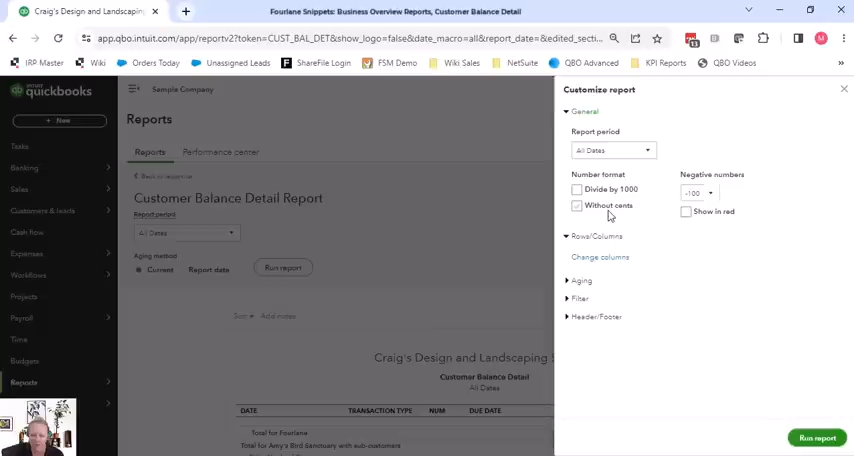 Craig's Design and Landscaping
Fourlane Snippets: Business Overview Reports, Customer Balance Detail
app.qbo.intuit.com/app/reportv2?token=CUST_BAL_DET&show_logo=false&date_macro=all&report_date=&edited_secti...
13
M
IRP Master
Wiki
Orders Today
Unassigned Leads
ShareFile Login
FSM Demo
Wiki Sales
NetSuite
QBO Advanced
KPI Reports
QBO Videos
»
INTUIT
quickbooks
+ New
Tasks
Banking
Sales
Customers & leads
Cash flow
Expenses
Workflows
Projects
Payroll
Time
Budgets
Reports
Sample Company
Reports
Reports Performance center
Back to report list
Customer Balance Detail Report
Report period
All Dates
Aging method
Current Report date
Run report
Sort Add notes
Craig's Design and Landscaping S
Customer Balance Detail
All Dates
DATE TRANSACTION TYPE NUM DUE DATE
Total for Fourlane
Total for Amy's Bird Sanctuary with sub-customers
Customize report
General
Report period
All Dates
Number format
Divide by 1000
Without cents
Negative numbers
-100
Show in red
Rows/Columns
Change columns
Aging
Filter
Header/Footer
Run report